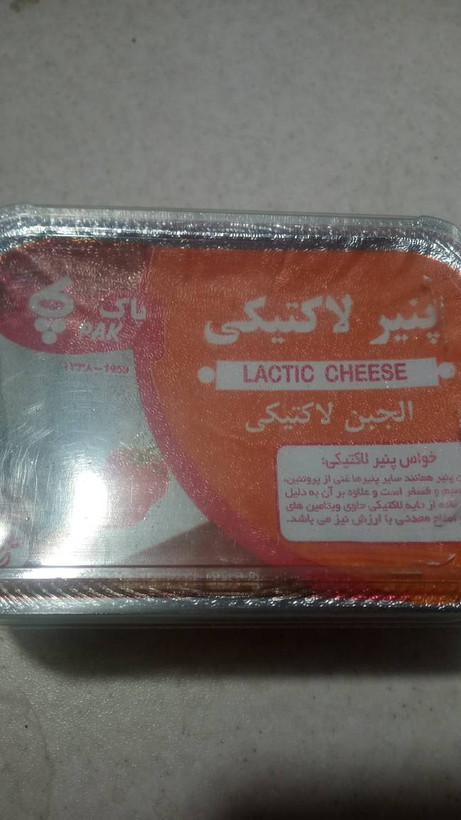 پاک
PAK
۱۳۳۸-1959
پنیر لاکتیکی
LACTIC CHEESE
الجبن لاکتیکی
خواص پنیر لاکتیکی:
پنیر همانند سایر پنیرها غنی از پروتئین،
و فسفر است و علاوه بر آن به دلیل
از مایه لاکتیکی حاوی ویتامین های
معدنی با ارزش نیز می باشد.